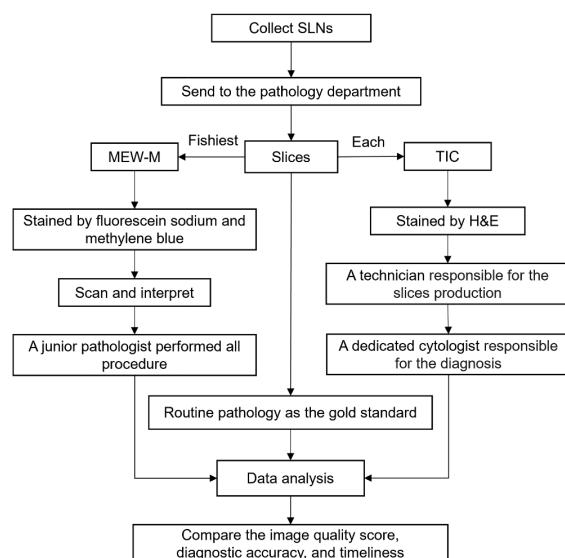 Collect SLNs
Send to the pathology department
Fishiest
Each
MEW-M
Slices
TIC
Stained by fluorescein sodium and
methylene blue
Stained by H&E
Scan and interpret
A technician responsible for the
slices production
A junior pathologist performed all
procedure
A dedicated cytologist responsible
for the diagnosis
Routine pathology as the gold standard
Data analysis
Compare the image quality score,
diagnostic accuracy, and timeliness